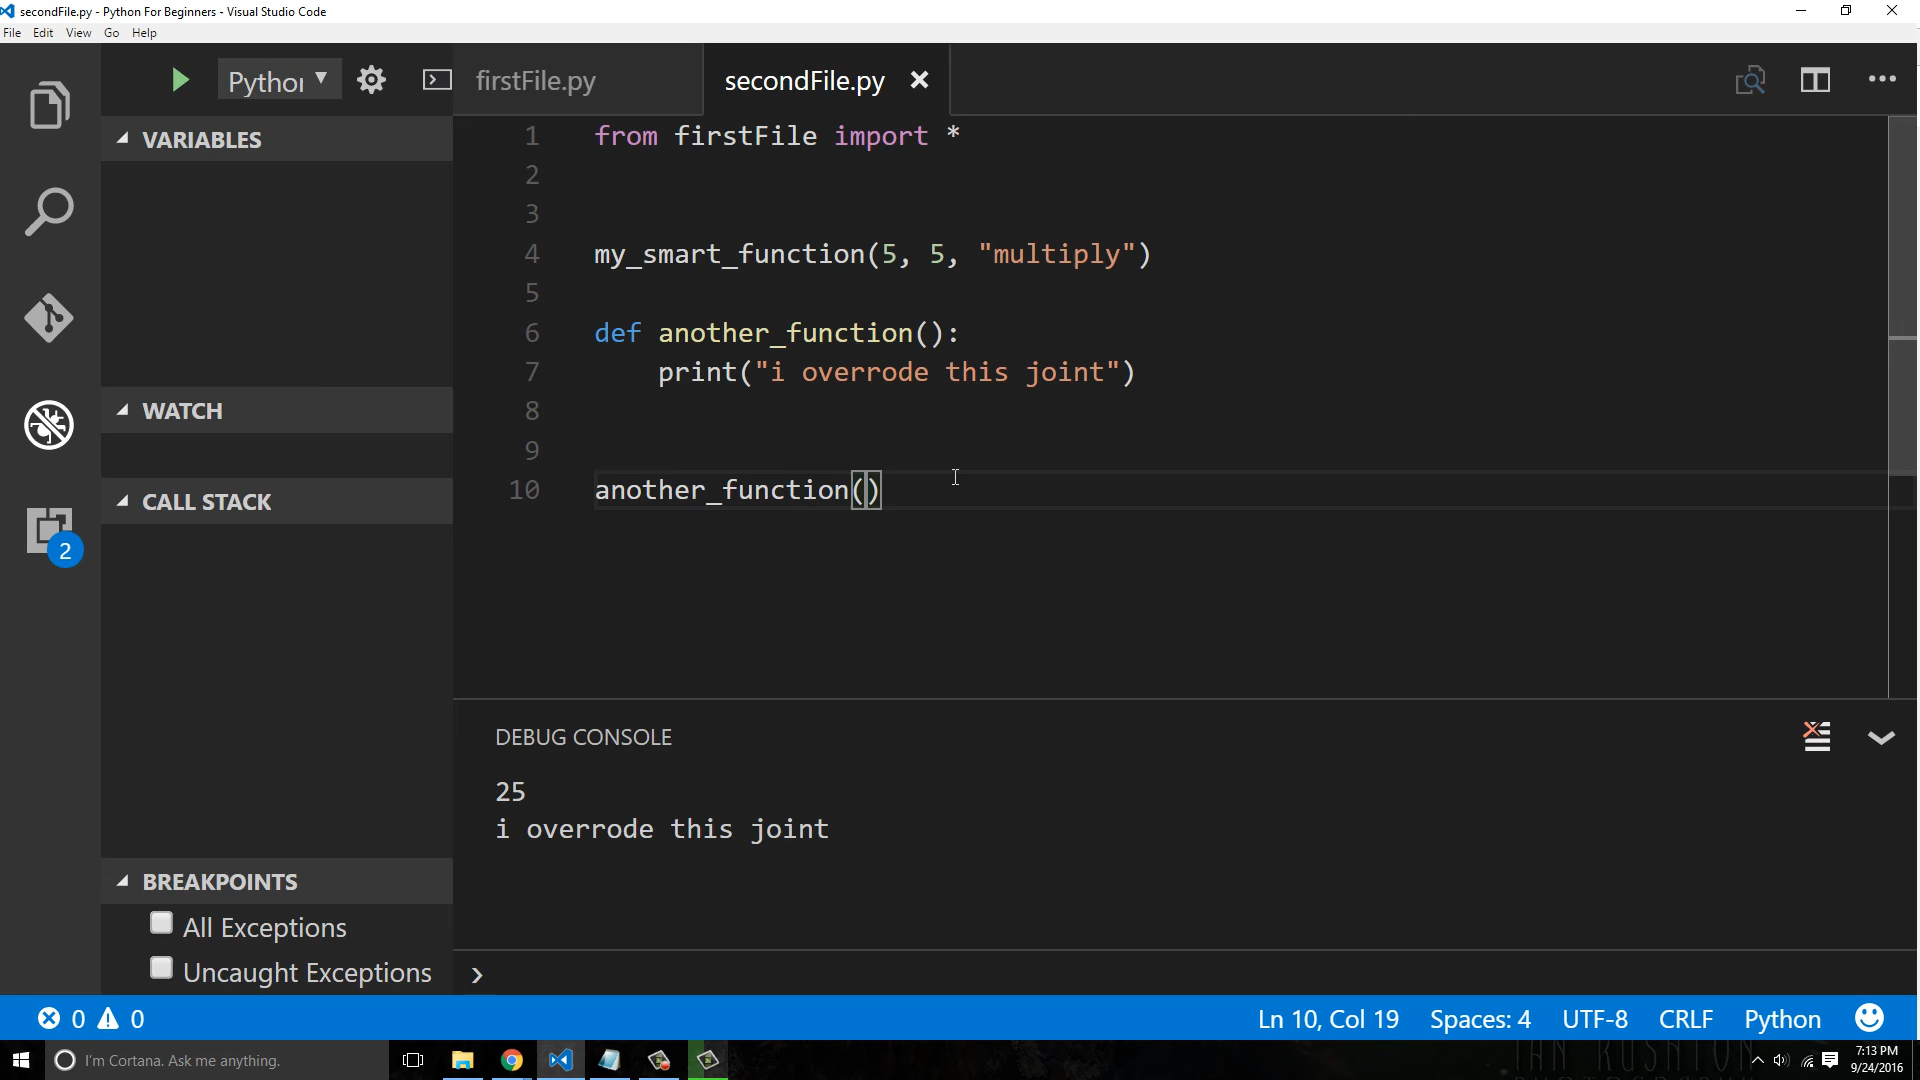 secondFile.py - Python For Beginners - Visual Studio Code
File Edit View Go Help
Python
firstFile.py
secondFile.py
VARIABLES
WATCH
CALL STACK
2
BREAKPOINTS
All Exceptions
Uncaught Exceptions
1 from firstFile import *
2
3
4 my_smart_function(5, 5, "multiply")
5
6 def another_function():
7 print("i overrode this joint")
8
9
10 another_function()
DEBUG CONSOLE
25
i overrode this joint
0 0 Ln 10, Col 19 Spaces: 4 UTF-8 CRLF Python
I'm Cortana. Ask me anything.
IAN RUSHTON
7:13 PM
9/24/2016